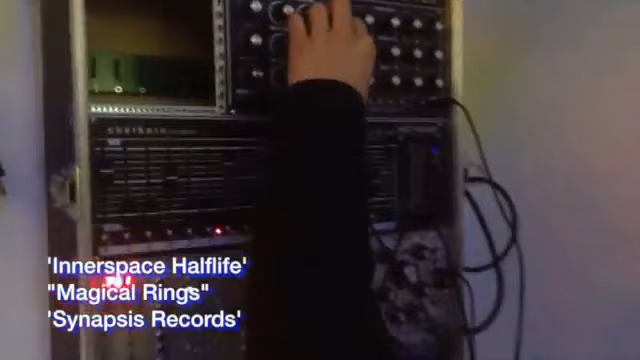 'Innerspace Halflife'
"Magical Rings"
'Synapsis Records'